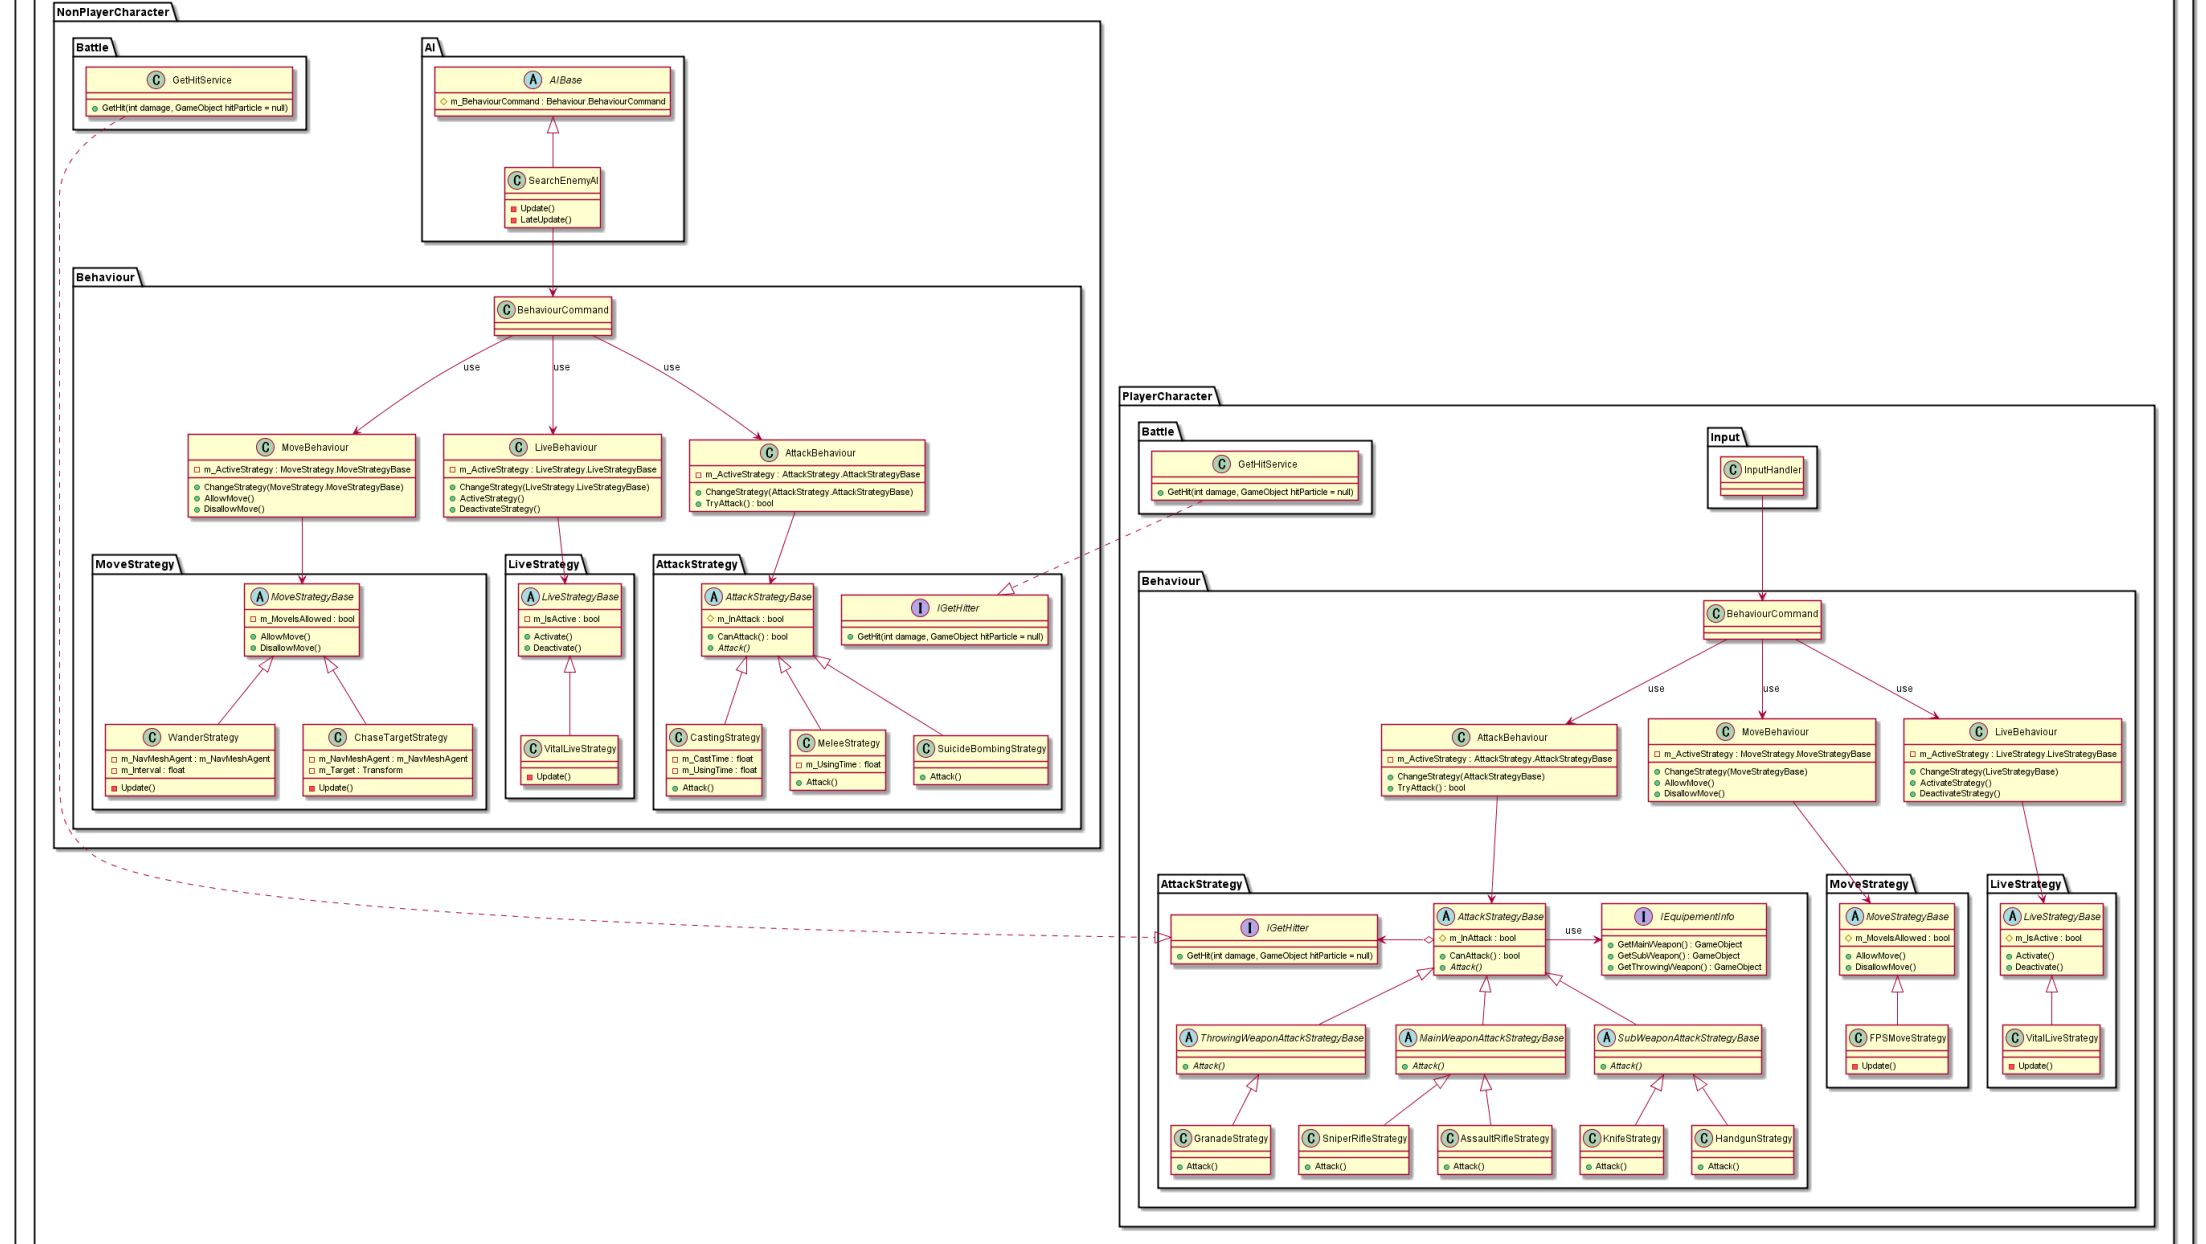 NonPlayerCharacter
Battle
C GetHitService
GetHit(int damage, GameObject hitParticle = null)
AI
A AIBase
m_BehaviourCommand : Behaviour.BehaviourCommand
C SearchEnemyAI
Update()
LateUpdate()
Behaviour
C BehaviourCommand
use
use
use
C MoveBehaviour
m_ActiveStrategy : MoveStrategy.MoveStrategyBase
ChangeStrategy(MoveStrategy.MoveStrategyBase)
AllowMove()
DisallowMove()
C LiveBehaviour
m_ActiveStrategy : LiveStrategy.LiveStrategyBase
ChangeStrategy(LiveStrategy.LiveStrategyBase)
ActiveStrategy()
DeactivateStrategy()
C AttackBehaviour
m_ActiveStrategy : AttackStrategy.AttackStrategyBase
ChangeStrategy(AttackStrategy.AttackStrategyBase)
TryAttack() : bool
MoveStrategy
A MoveStrategyBase
m_MoveIsAllowed : bool
AllowMove()
DisallowMove()
C WanderStrategy
m_NavMeshAgent : m_NavMeshAgent
m_Interval : float
Update()
C ChaseTargetStrategy
m_NavMeshAgent : m_NavMeshAgent
m_Target : Transform
Update()
LiveStrategy
A LiveStrategyBase
m_IsActive : bool
Activate()
Deactivate()
C VitalLiveStrategy
Update()
AttackStrategy
A AttackStrategyBase
m_InAttack : bool
CanAttack() : bool
Attack()
I IGetHitter
GetHit(int damage, GameObject hitParticle = null)
C CastingStrategy
m_CastTime : float
m_UsingTime : float
Attack()
C MeleeStrategy
m_UsingTime : float
Attack()
C SuicideBombingStrategy
Attack()
PlayerCharacter
Battle
C GetHitService
GetHit(int damage, GameObject hitParticle = null)
Input
C InputHandler
Behaviour
C BehaviourCommand
use
use
use
C AttackBehaviour
m_ActiveStrategy : AttackStrategy.AttackStrategyBase
ChangeStrategy(AttackStrategyBase)
TryAttack() : bool
C MoveBehaviour
m_ActiveStrategy : MoveStrategy.MoveStrategyBase
ChangeStrategy(MoveStrategyBase)
AllowMove()
DisallowMove()
C LiveBehaviour
m_ActiveStrategy : LiveStrategy.LiveStrategyBase
ChangeStrategy(LiveStrategyBase)
ActivateStrategy()
DeactivateStrategy()
AttackStrategy
I IGetHitter
GetHit(int damage, GameObject hitParticle = null)
A AttackStrategyBase
m_InAttack : bool
CanAttack() : bool
Attack()
use
I IEquipementInfo
GetMainWeapon() : GameObject
GetSubWeapon() : GameObject
GetThrowingWeapon() : GameObject
A ThrowingWeaponAttackStrategyBase
Attack()
A MainWeaponAttackStrategyBase
Attack()
A SubWeaponAttackStrategyBase
Attack()
C GranadeStrategy
Attack()
C SniperRifleStrategy
Attack()
C AssaultRifleStrategy
Attack()
C KnifeStrategy
Attack()
C HandgunStrategy
Attack()
MoveStrategy
A MoveStrategyBase
m_MoveIsAllowed : bool
AllowMove()
DisallowMove()
C FPSMoveStrategy
Update()
LiveStrategy
A LiveStrategyBase
m_IsActive : bool
Activate()
Deactivate()
C VitalLiveStrategy
Update()